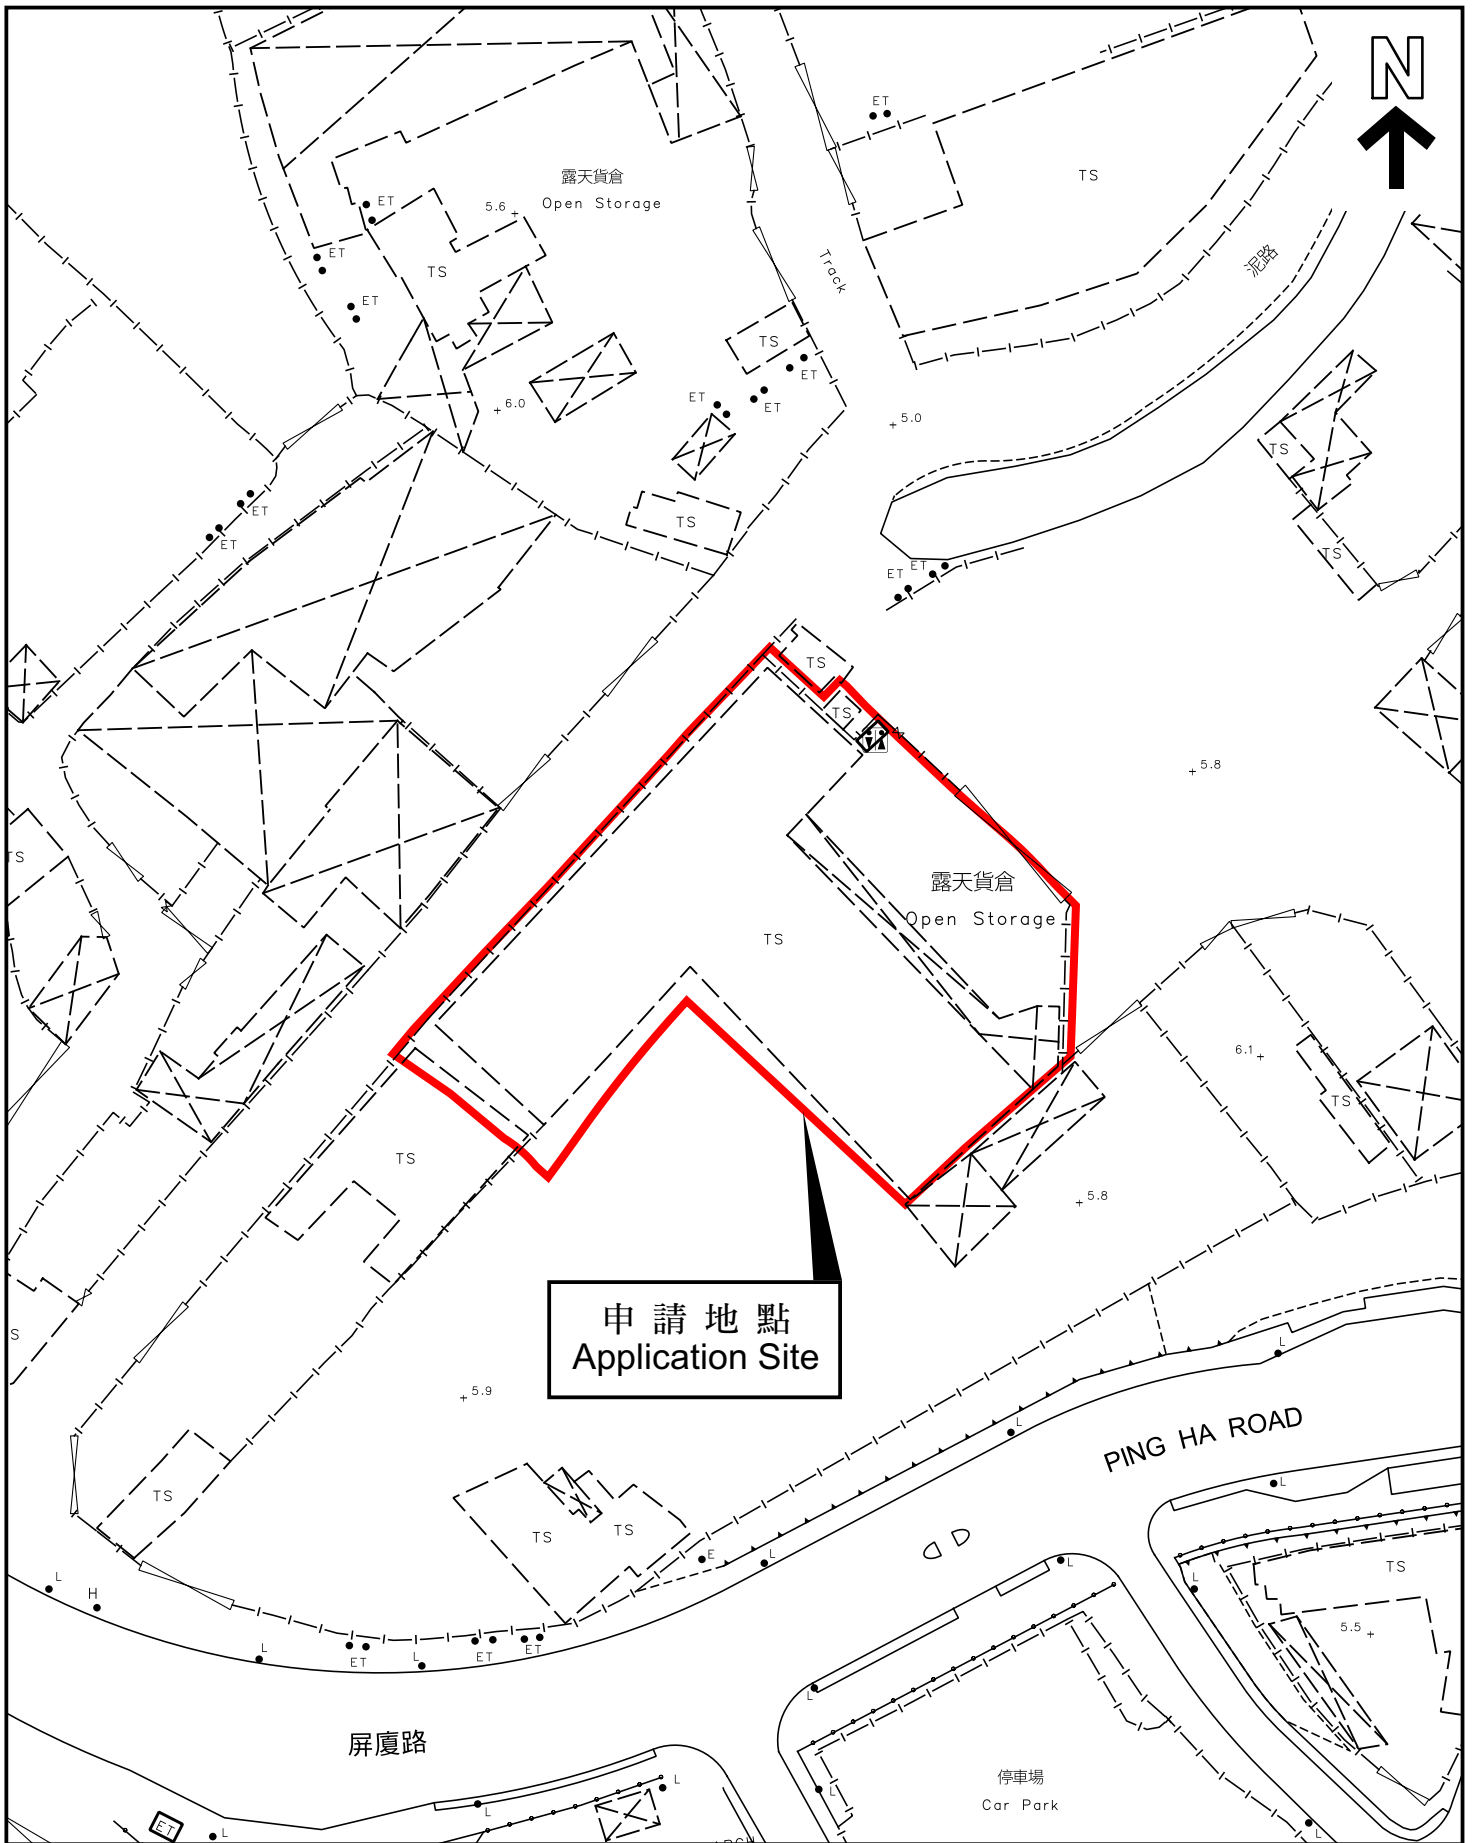 N
ET
TS
露天貨倉
Open Storage
5.6
ET
ET
TS
ET
Track
泥路
TS
ET
ET
ET
6.0
5.0
TS
ET
ET
TS
TS
ET
ET
TS
TS
5.8
TS
露天貨倉
Open Storage
TS
6.1
TS
TS
5.8
申請地點
Application Site
5.9
L
L
PING HA ROAD
TS
L
TS
TS
E
L
L
TS
L
L
H
5.5
L
ET
L
ET
ET
L
屏廈路
停車場
Car Park
L
L
L
ET
L
L